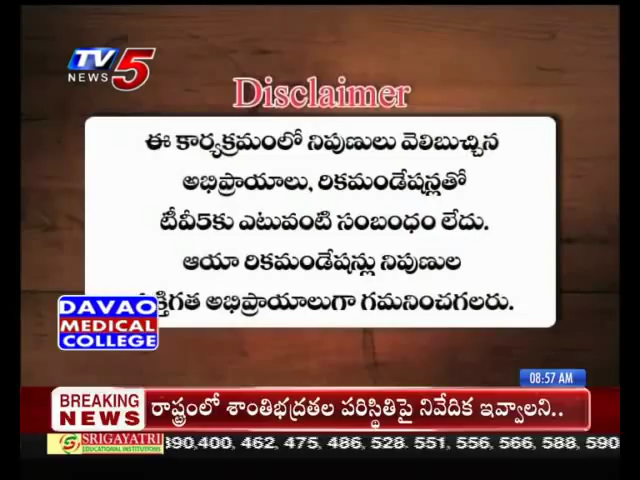 TV5
NEWS
Disclaimer
ఈ కార్యక్రమంలో నిపుణులు వెలిబుచ్చిన
అభిప్రాయాలు, రికమండేషన్లతో
టీవీ5కు ఎటువంటి సంబంధం లేదు.
ఆయా రికమండేషన్లు నిపుణుల
అభిప్రాయాలుగా గమనించగలరు.
DAVAO
MEDICAL
COLLEGE
08:57 AM
BREAKING
NEWS
రాష్ట్రంలో శాంతిభద్రతల పరిస్థితిపై నివేదిక ఇవ్వాలని..
SRIGAYATRI
EDUCATIONAL INSTITUTIONS
390,400, 462, 475, 486, 528, 531, 551, 556, 566, 588, 590